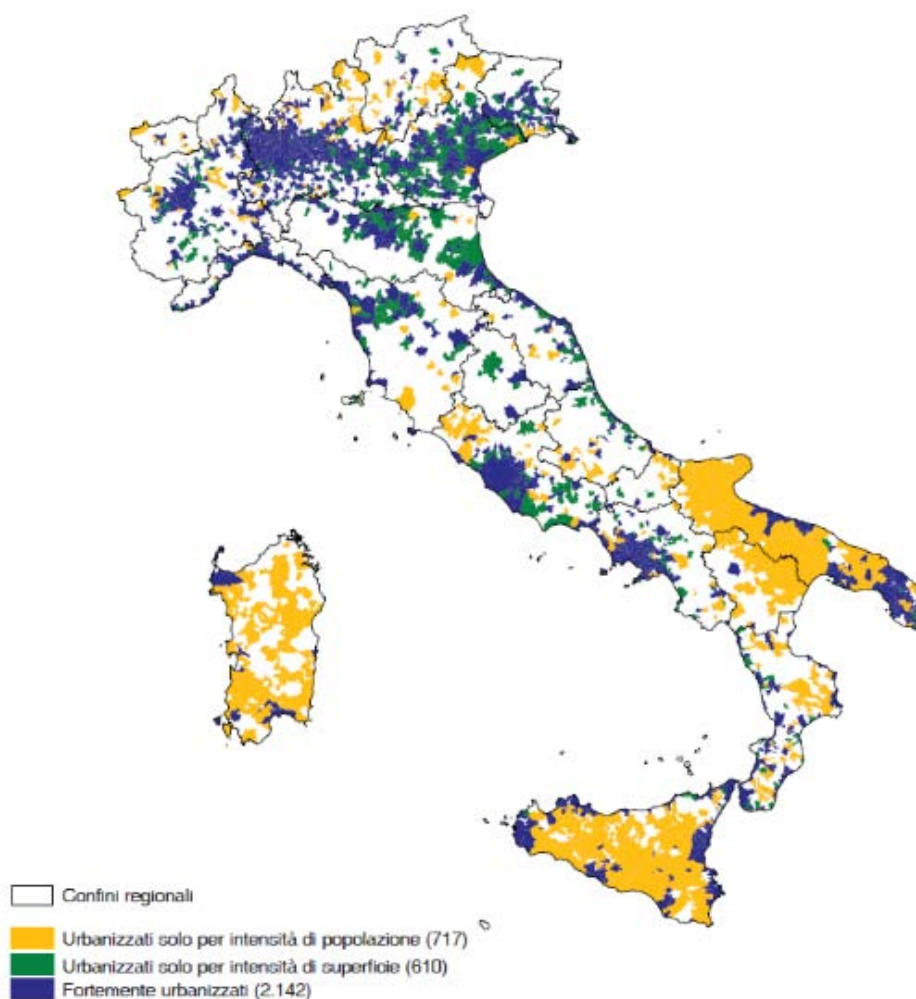 Confini regionali
Urbanizzati solo per intensità di popolazione (717)
Urbanizzati solo per intensità di superficie (610)
Fortemente urbanizzati (2.142)